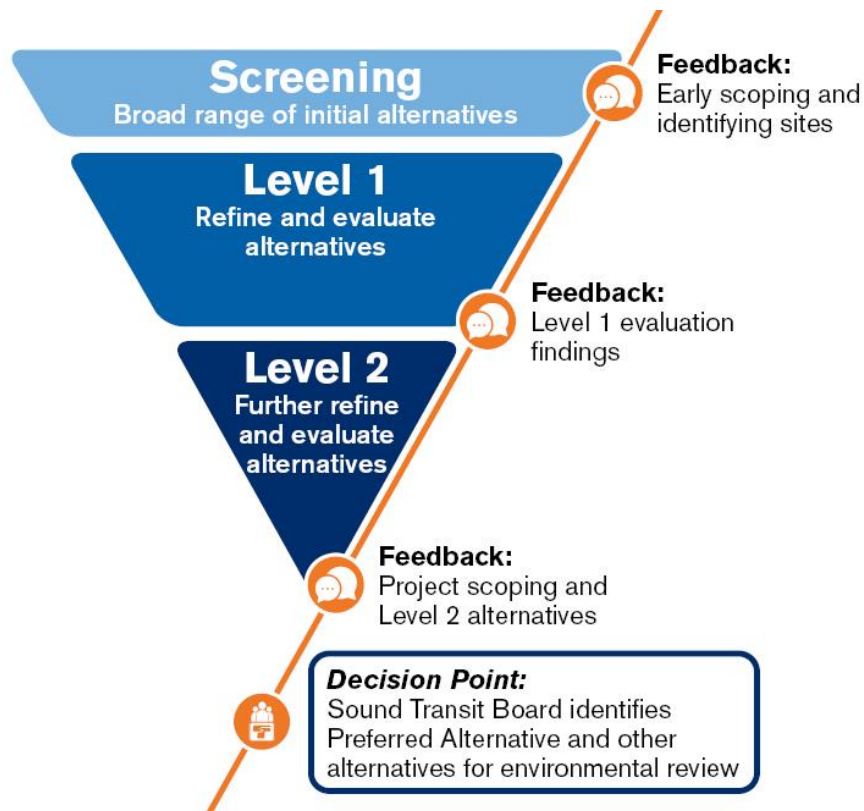 Screening
Broad range of initial alternatives
Feedback:
Early scoping and
identifying sites
Level 1
Refine and evaluate
alternatives
Feedback:
Level 1 evaluation
findings
Level 2
Further refine
and evaluate
alternatives
Feedback:
Project scoping and
Level 2 alternatives
Decision Point:
Sound Transit Board identifies
Preferred Alternative and other
alternatives for environmental review